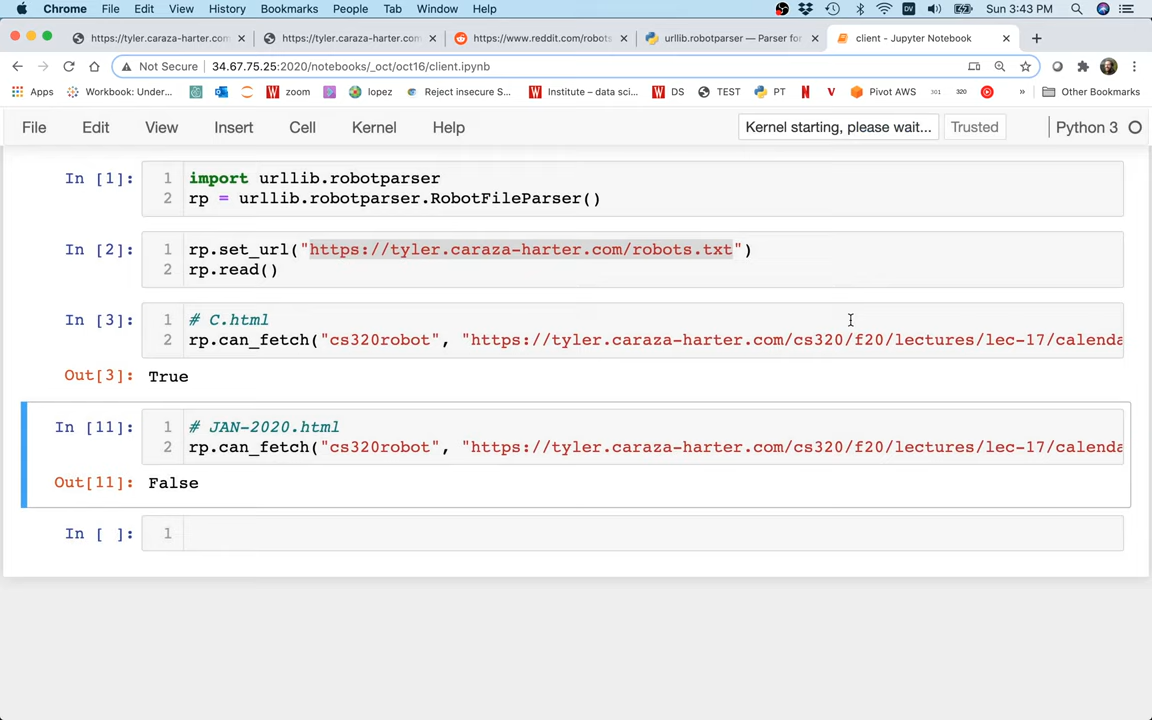 Chrome File Edit View History Bookmarks People Tab Window Help Sun 3:43 PM
https://tyler.caraza-harter.com https://tyler.caraza-harter.com https://www.reddit.com/robots urllib.robotparser — Parser for client - Jupyter Notebook
Not Secure 34.67.75.25:2020/notebooks/_oct/oct16/client.ipynb
Apps Workbook: Under... zoom lopez Reject insecure S... Institute – data sci... DS TEST PT Pivot AWS 320 » Other Bookmarks
File Edit View Insert Cell Kernel Help Kernel starting, please wait... Trusted Python 3
In [1]: 1 import urllib.robotparser
2 rp = urllib.robotparser.RobotFileParser()
In [2]: 1 rp.set_url("https://tyler.caraza-harter.com/robots.txt")
2 rp.read()
In [3]: 1 # C.html
2 rp.can_fetch("cs320robot", "https://tyler.caraza-harter.com/cs320/f20/lectures/lec-17/calenda
Out[3]: True
In [11]: 1 # JAN-2020.html
2 rp.can_fetch("cs320robot", "https://tyler.caraza-harter.com/cs320/f20/lectures/lec-17/calenda
Out[11]: False
In [ ]: 1